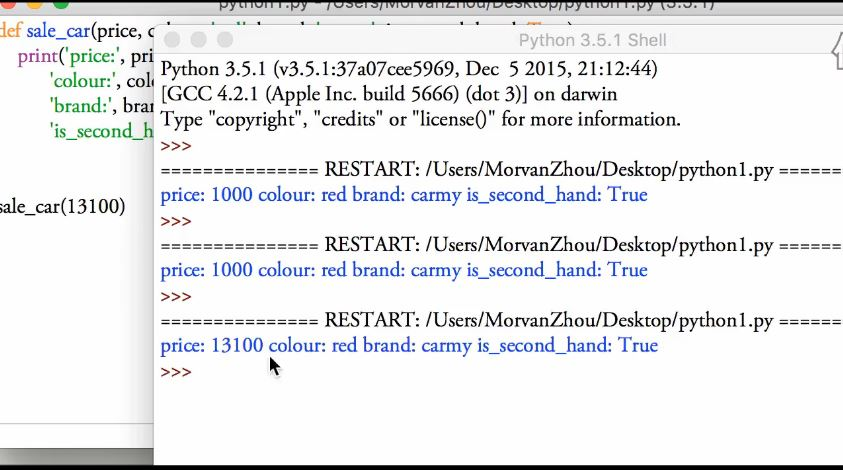 python1.py - /Users/MorvanZhou/Desktop/python1.py (3.5.1)
def sale_car(price,
print('price:',
'colour:',
'brand:',
Python 3.5.1 Shell
Python 3.5.1 (v3.5.1:37a07cee5969, Dec  5 2015, 21:12:44)
[GCC 4.2.1 (Apple Inc. build 5666) (dot 3)] on darwin
Type "copyright", "credits" or "license()" for more information.
>>>
=============== RESTART: /Users/MorvanZhou/Desktop/python1.py ======
price: 1000 colour: red brand: carmy is_second_hand: True
>>>
=============== RESTART: /Users/MorvanZhou/Desktop/python1.py ======
price: 1000 colour: red brand: carmy is_second_hand: True
>>>
=============== RESTART: /Users/MorvanZhou/Desktop/python1.py ======
price: 13100 colour: red brand: carmy is_second_hand: True
>>>
sale_car(13100)